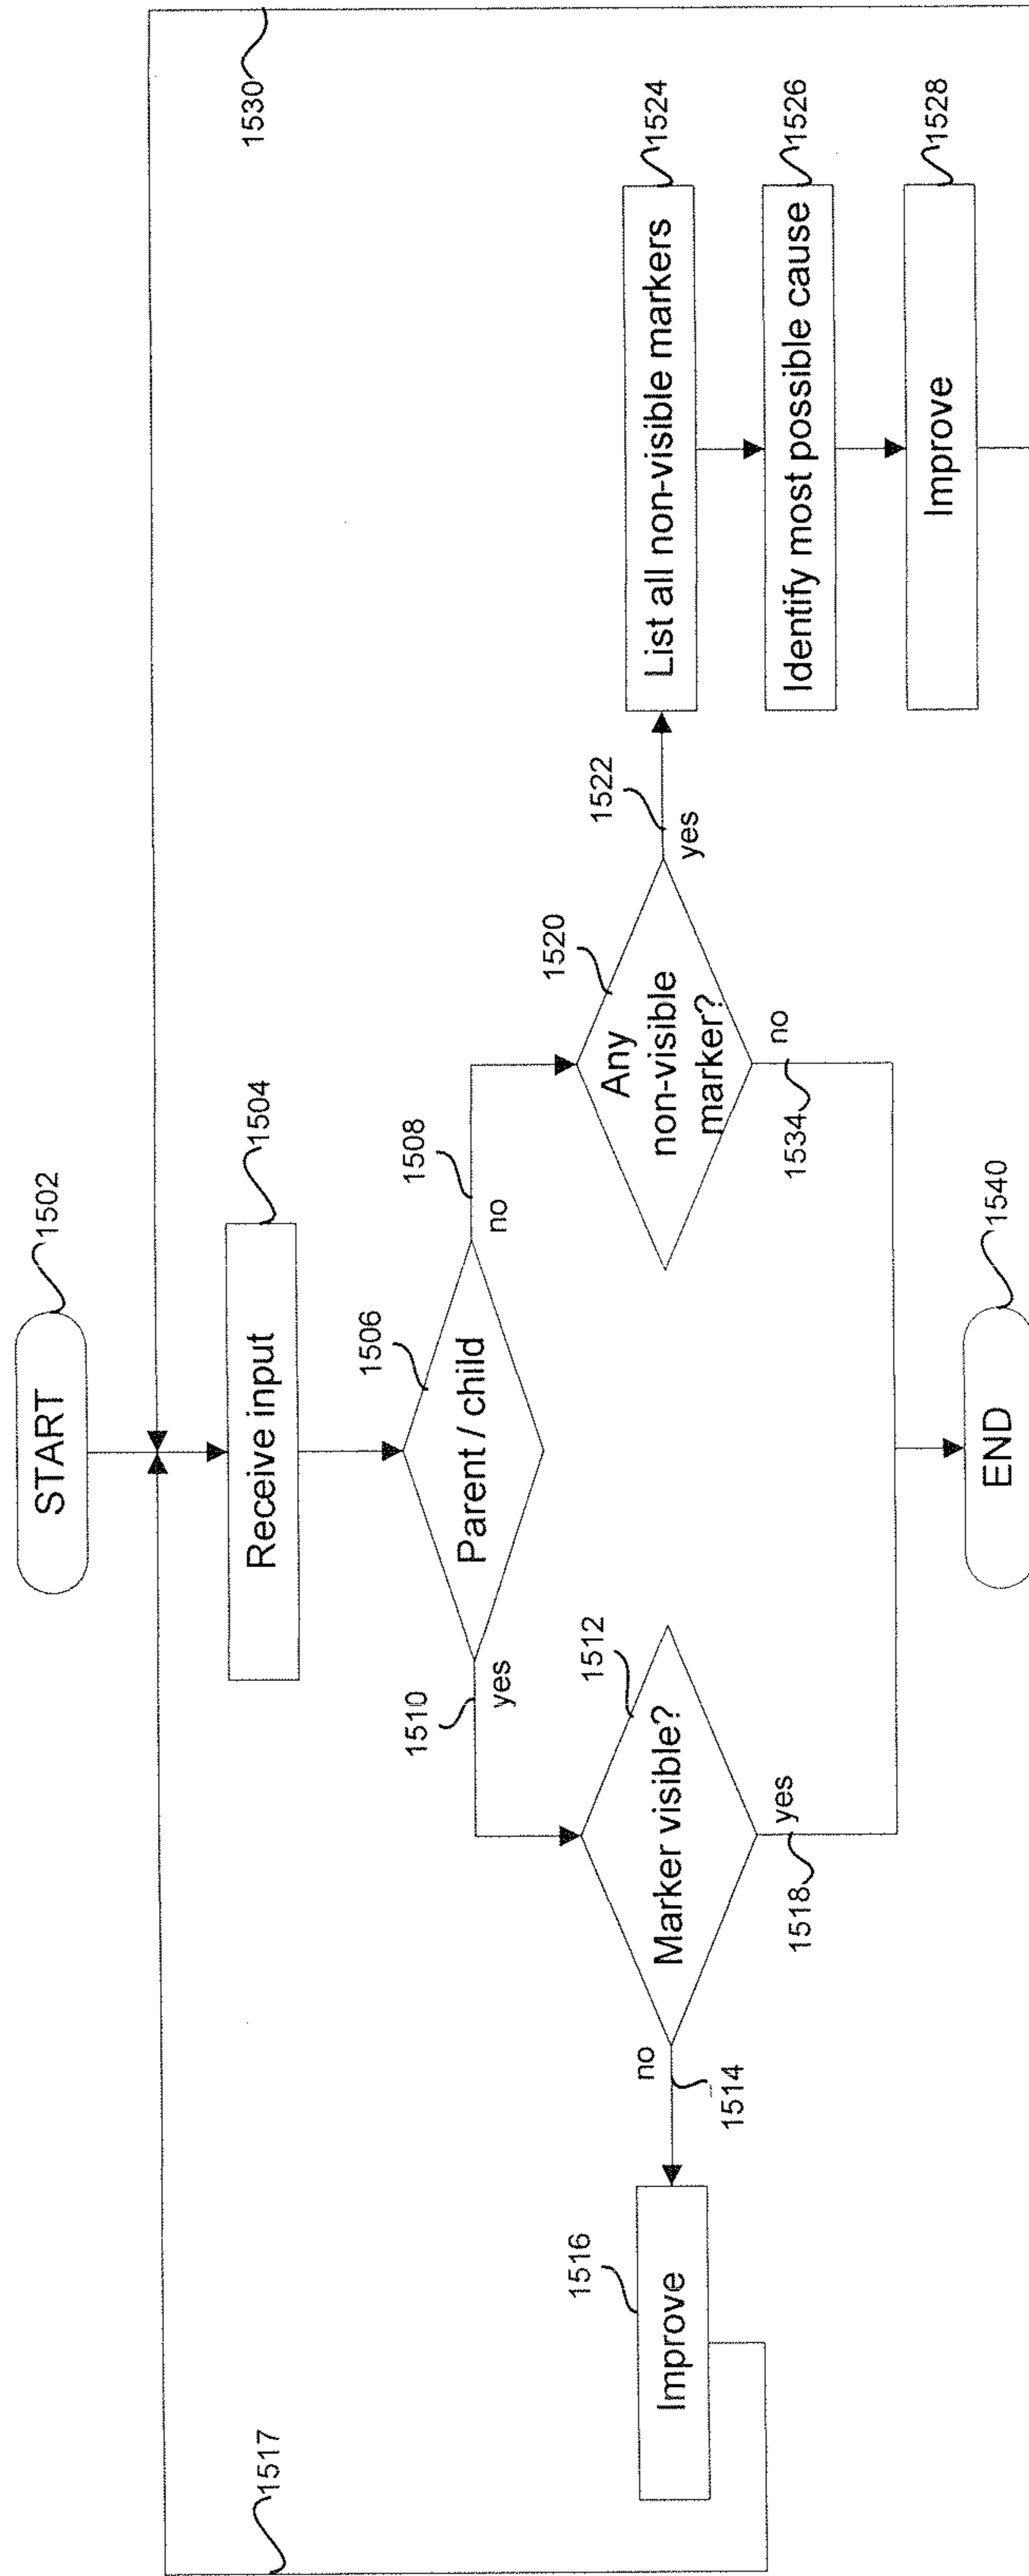 START
1502
1530
Receive input
1504
1517
Parent / child
1506
1510
yes
no
1508
Marker visible?
1512
Any
non-visible
marker?
1520
1522
yes
List all non-visible markers
1524
Identify most possible cause
1526
Improve
1528
no
1514
Improve
1516
1518
yes
1534
no
END
1540